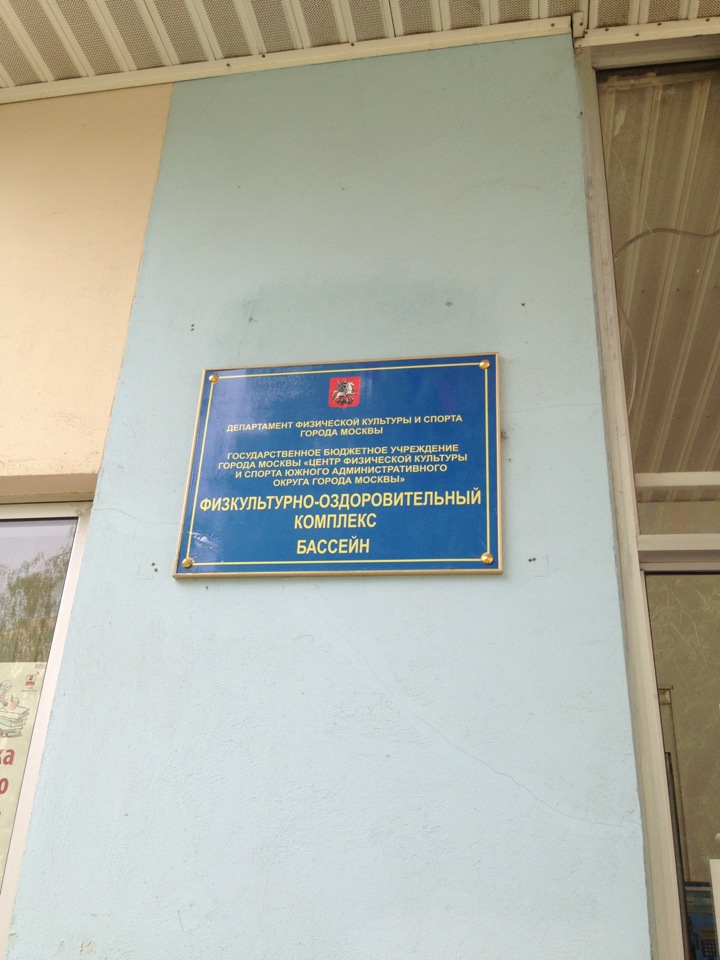 ДЕПАРТАМЕНТ ФИЗИЧЕСКОЙ КУЛЬТУРЫ И СПОРТА
ГОРОДА МОСКВЫ
ГОСУДАРСТВЕННОЕ БЮДЖЕТНОЕ УЧРЕЖДЕНИЕ
ГОРОДА МОСКВЫ «ЦЕНТР ФИЗИЧЕСКОЙ КУЛЬТУРЫ
И СПОРТА ЮЖНОГО АДМИНИСТРАТИВНОГО
ОКРУГА ГОРОДА МОСКВЫ»
ФИЗКУЛЬТУРНО-ОЗДОРОВИТЕЛЬНЫЙ
КОМПЛЕКС
БАССЕЙН